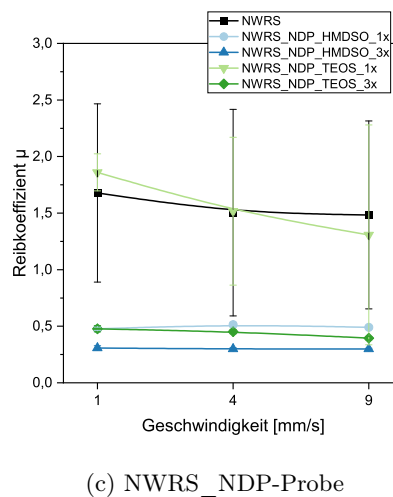 NWRS
NWRS_NDP_HMDSO_1x
NWRS_NDP_HMDSO_3x
NWRS_NDP_TEOS_1x
NWRS_NDP_TEOS_3x
3,0
2,5
2,0
1,5
1,0
0,5
0,0
Reibkoeffizient µ
1
4
9
Geschwindigkeit [mm/s]
(c) NWRS_NDP-Probe